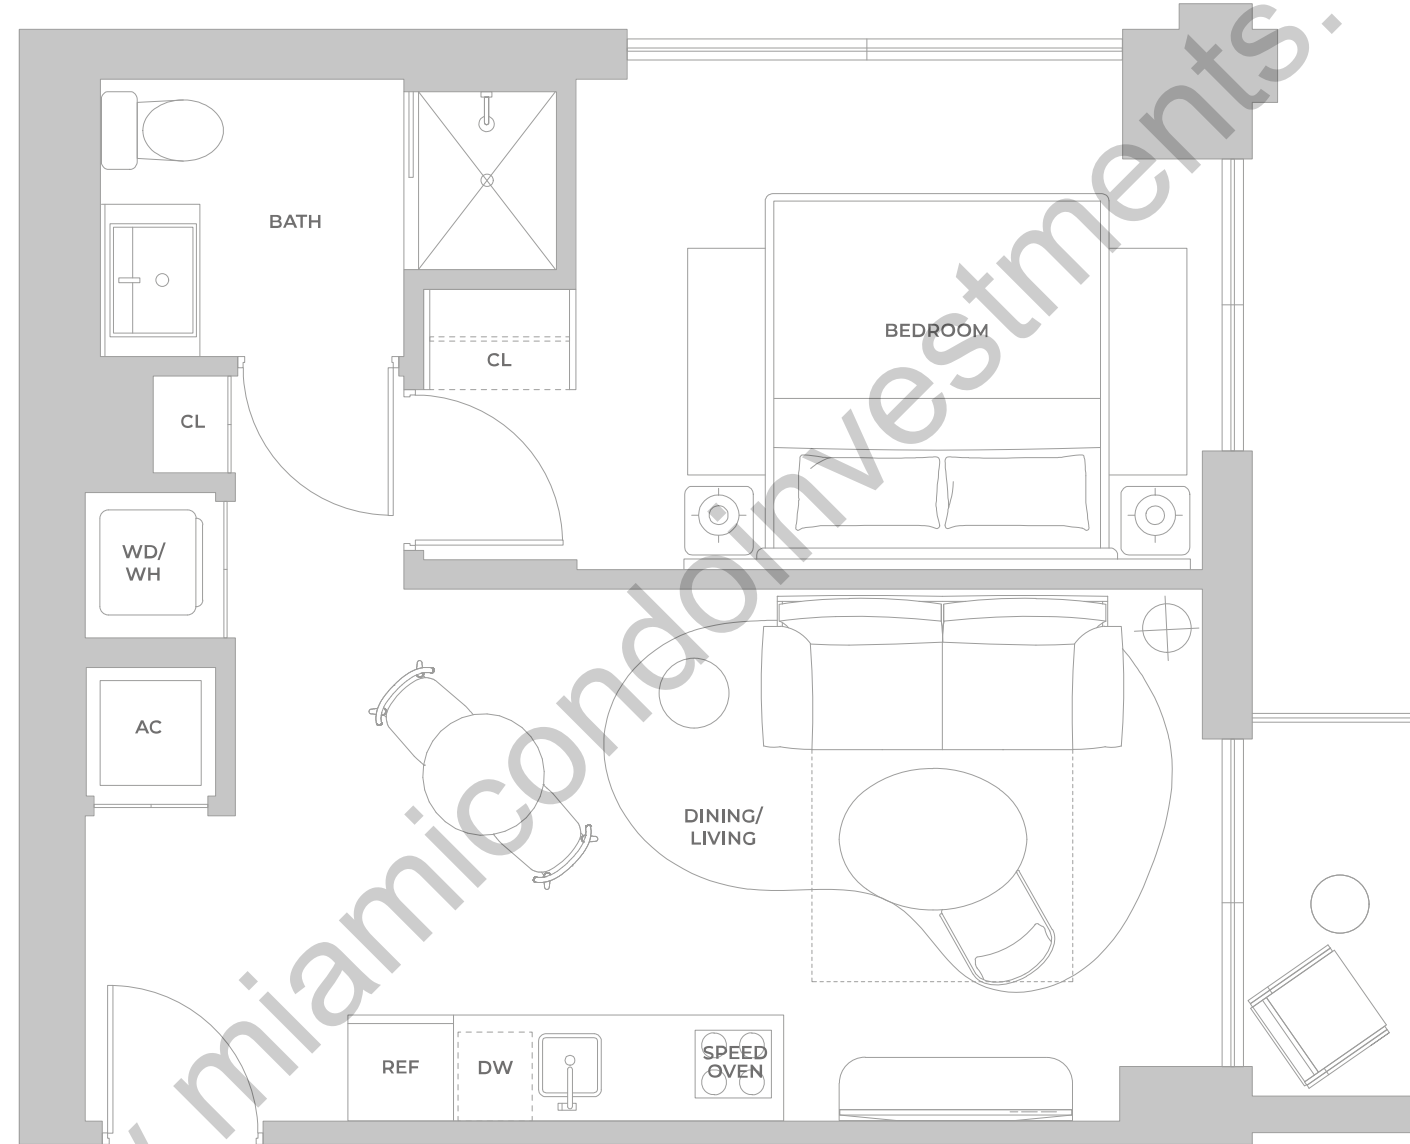 BATH
BEDROOM
CL
CL
WD/
WH
AC
DINING/
LIVING
REF
DW
SPEED
OVEN
miamicondoinvestments.